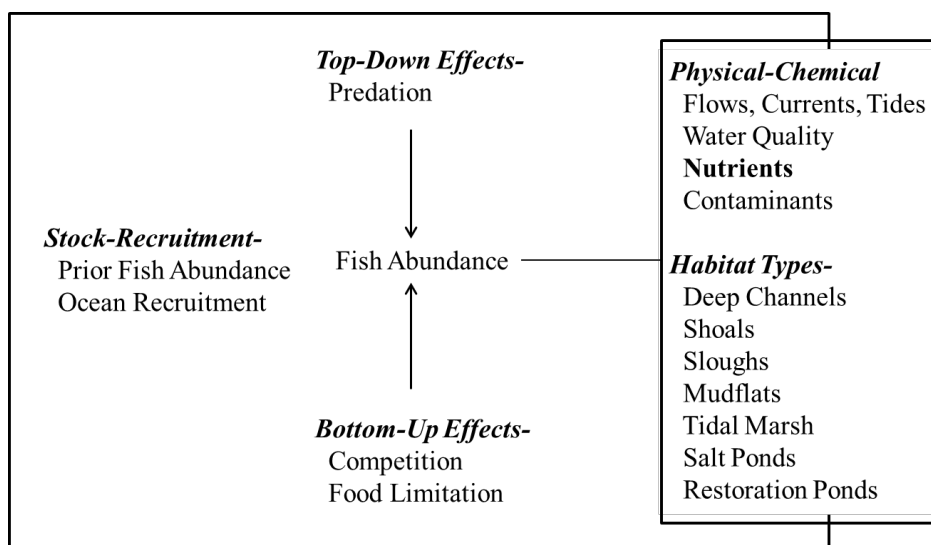 Top-Down Effects-
Predation
Stock-Recruitment-
Prior Fish Abundance
Ocean Recruitment
Fish Abundance
Bottom-Up Effects-
Competition
Food Limitation
Physical-Chemical
Flows, Currents, Tides
Water Quality
Nutrients
Contaminants
Habitat Types-
Deep Channels
Shoals
Sloughs
Mudflats
Tidal Marsh
Salt Ponds
Restoration Ponds